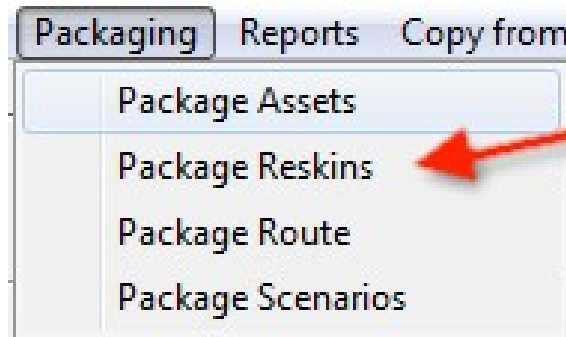 Packaging Reports Copy from
Package Assets
Package Reskins
Package Route
Package Scenarios